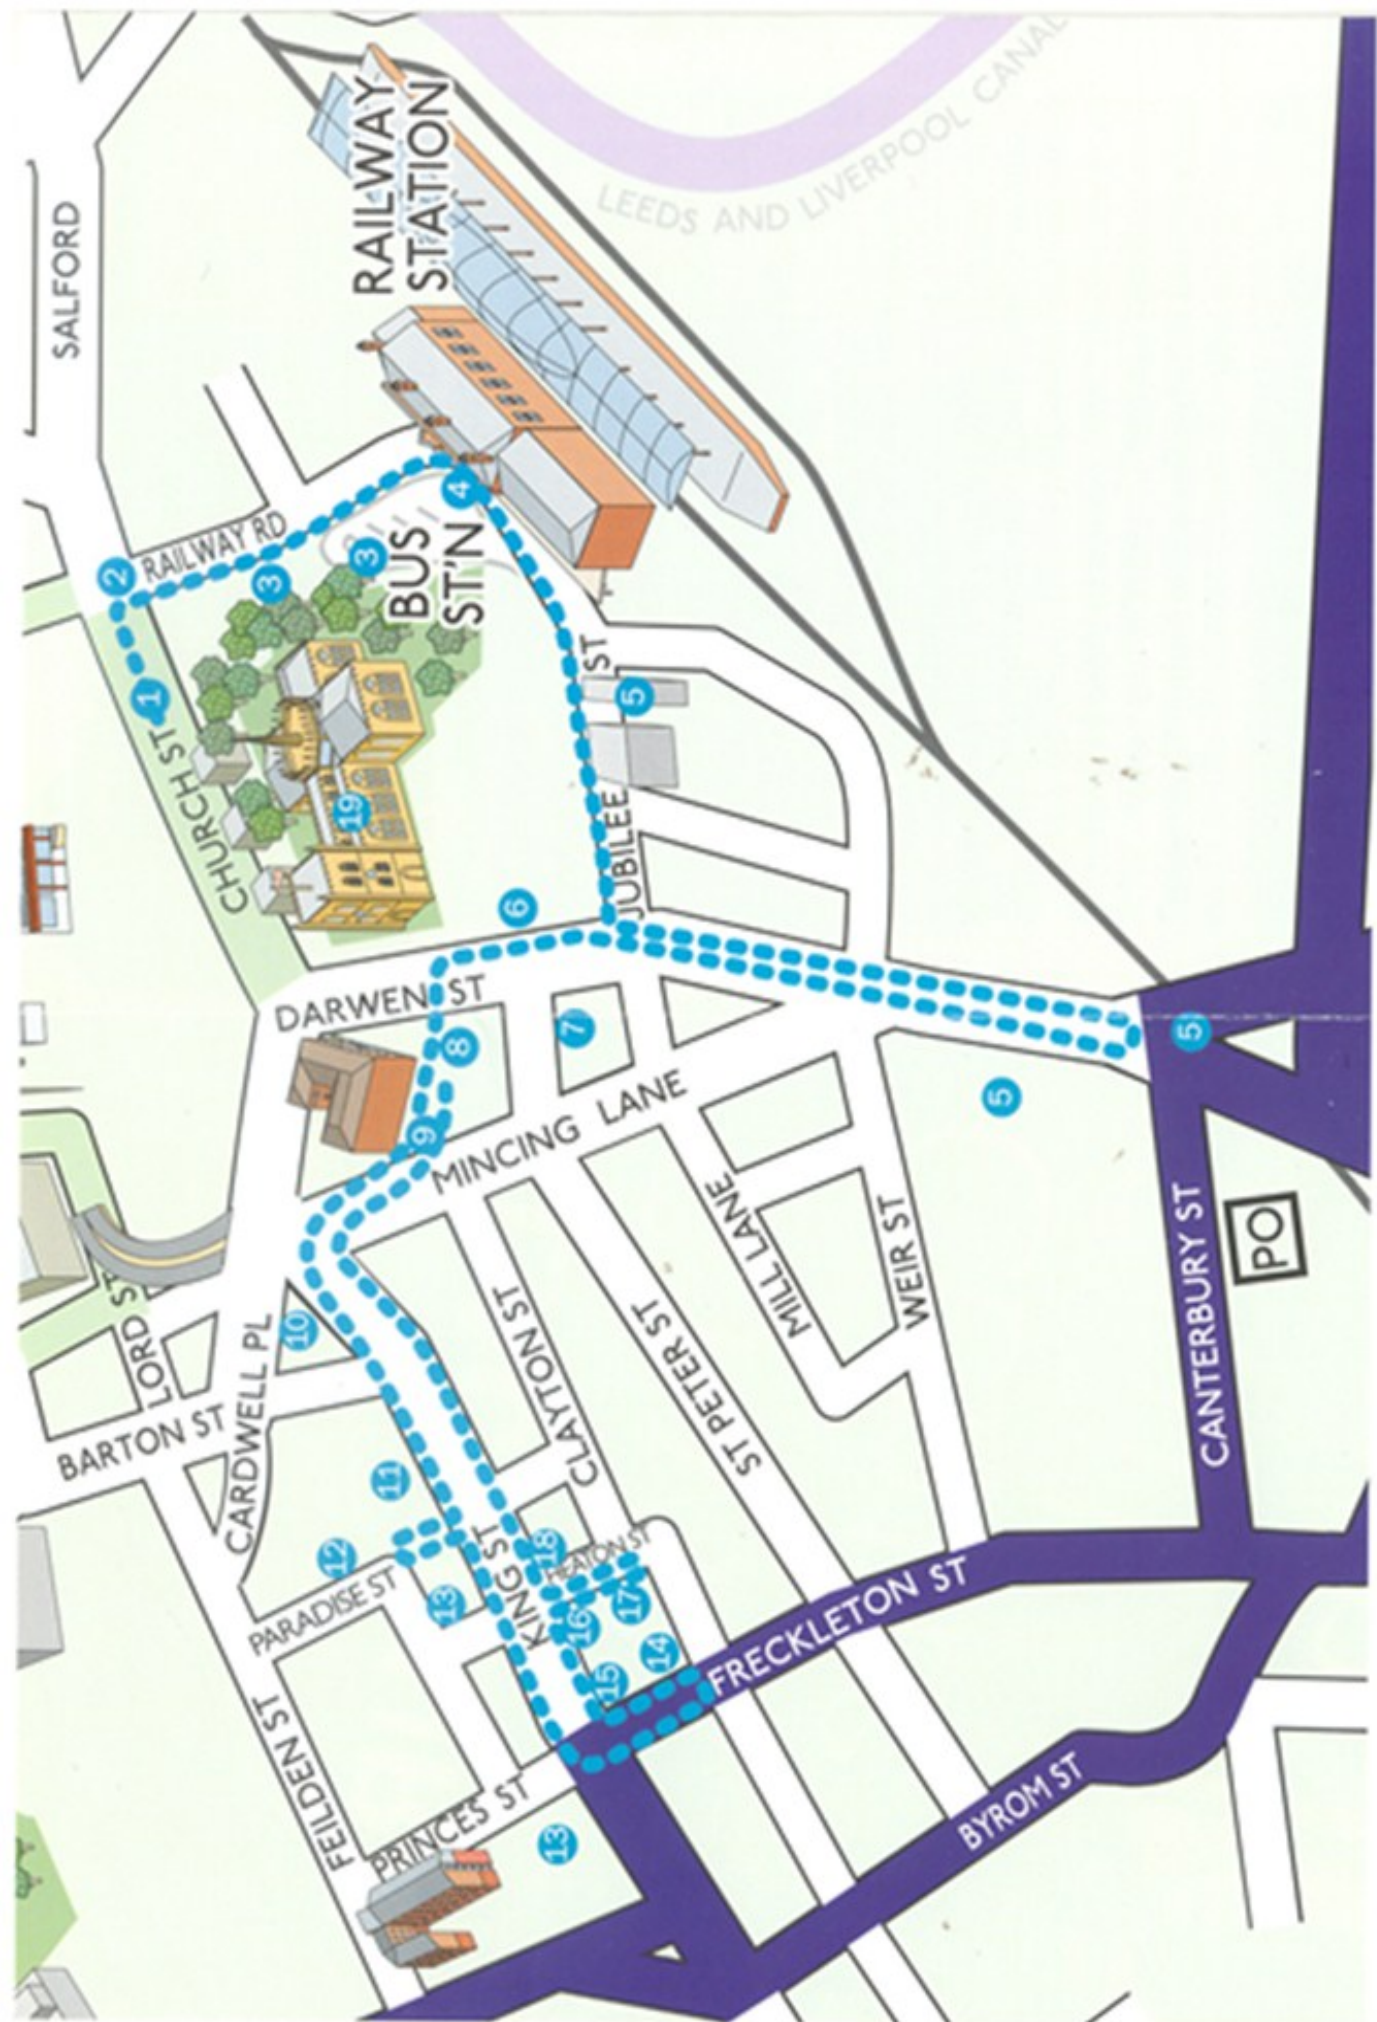 SALFORD
RAILWAY
STATION
LEEDS AND LIVERPOOL CANAL
2
RAILWAY RD
3
3
4
BUS
ST'N
1
CHURCH ST
19
5
JUBILEE ST
6
DARWEN ST
7
8
9
MINCING LANE
5
5
LORD ST
CARDWELL PL
10
BARTON ST
CLAYTON ST
ST PETER ST
MILL LANE
WEIR ST
CANTERBURY ST
PO
11
12
PARADISE ST
13
KING ST
18
HEATON ST
16
17
14
15
FRECKLETON ST
FEILDEN ST
PRINCES ST
13
BYROM ST